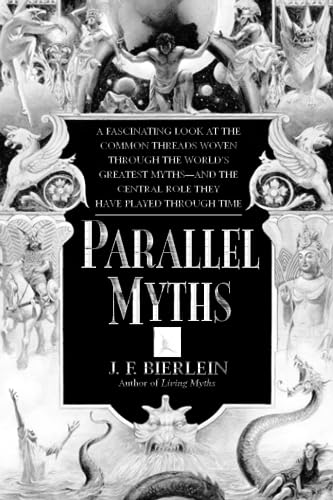 A FASCINATING LOOK AT THE
COMMON THREADS WOVEN
THROUGH THE WORLD'S
GREATEST MYTHS—AND THE
CENTRAL ROLE THEY
HAVE PLAYED THROUGH TIME
PARALLEL
MYTHS
J. F. BIERLEIN
Author of Living Myths